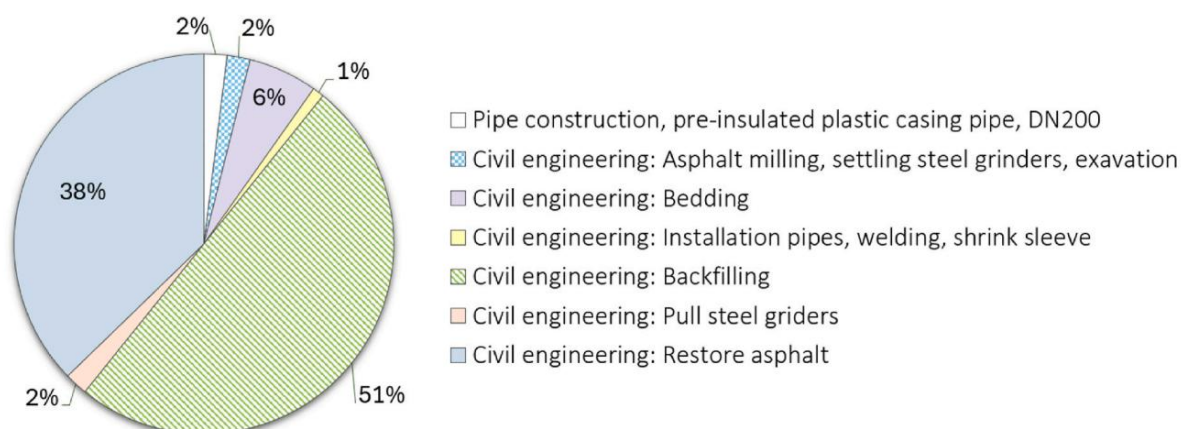 2%
2%
1%
6%
38%
51%
2%
Pipe construction, pre-insulated plastic casing pipe, DN200
Civil engineering: Asphalt milling, settling steel grinders, exavation
Civil engineering: Bedding
Civil engineering: Installation pipes, welding, shrink sleeve
Civil engineering: Backfilling
Civil engineering: Pull steel griders
Civil engineering: Restore asphalt